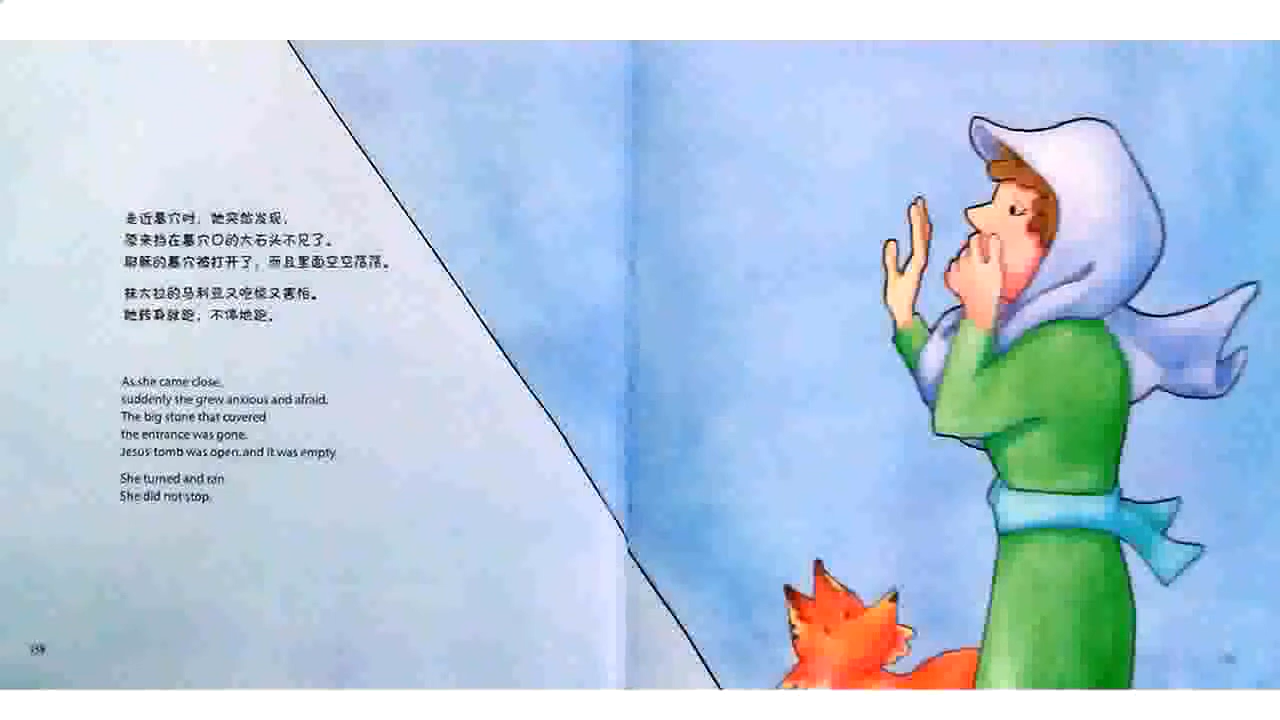 走近墓穴时，她突然发现，
原来挡在墓穴口的大石头不见了。
耶稣的墓穴被打开了，而且里面空空荡荡。
抹大拉的马利亚又吃惊又害怕。
她转身就跑，不停地跑。
As she came close,
suddenly she grew anxious and afraid.
The big stone that covered
the entrance was gone.
Jesus' tomb was open, and it was empty.
She turned and ran.
She did not stop.